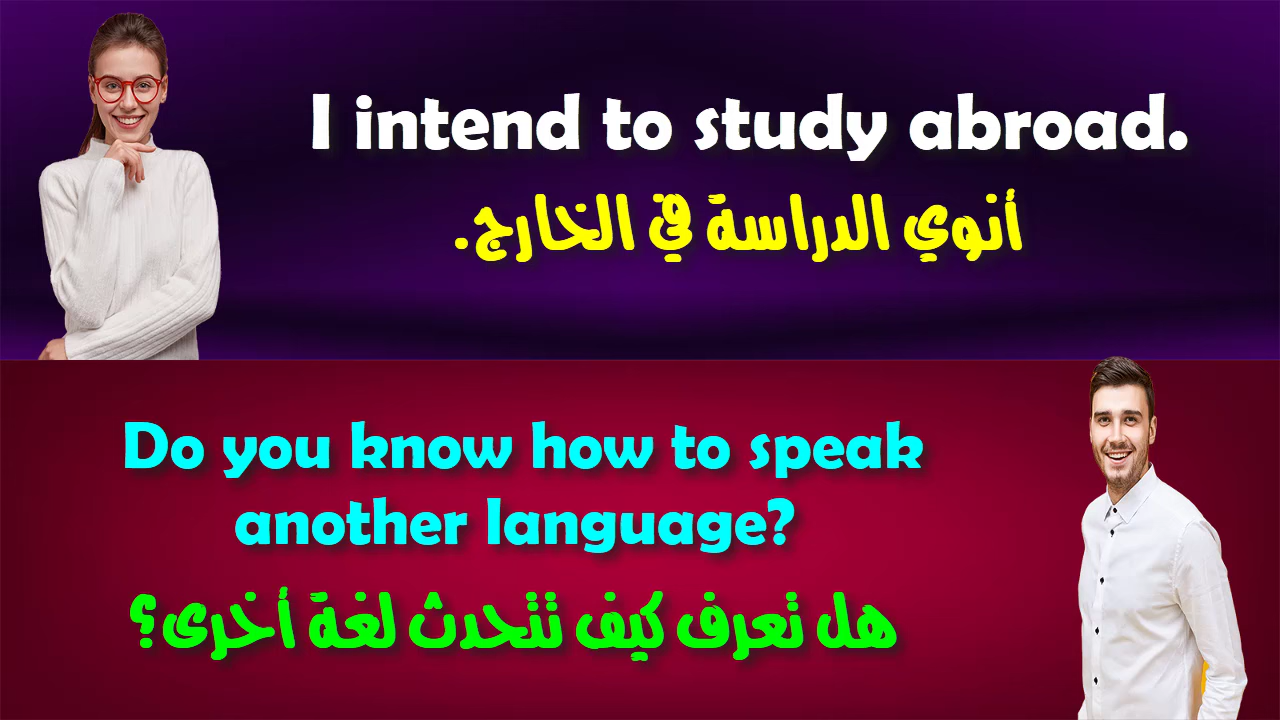 I intend to study abroad.
أنوي الدراسة في الخارج.
Do you know how to speak
another language?
هل تعرف كيف تتحدث لغة أخرى؟